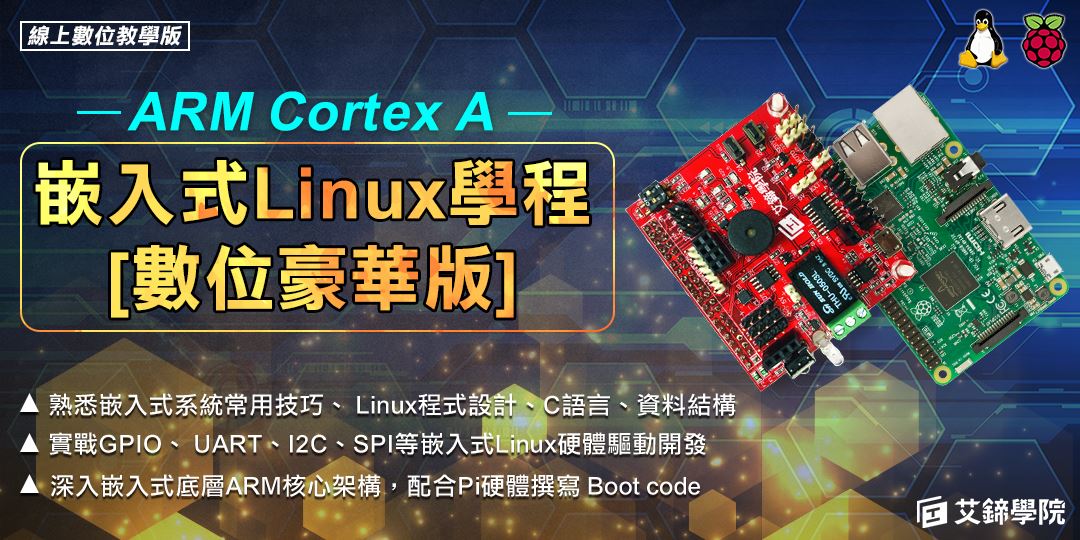 線上數位教學版
ARM Cortex A
嵌入式Linux學程
[數位豪華版]
艾鍗學院
▲ 熟悉嵌入式系統常用技巧、 Linux程式設計、C語言、資料結構
▲ 實戰GPIO、 UART、I2C、SPI等嵌入式Linux硬體驅動開發
▲ 深入嵌入式底層ARM核心架構，配合Pi硬體撰寫 Boot code
艾鍗學院